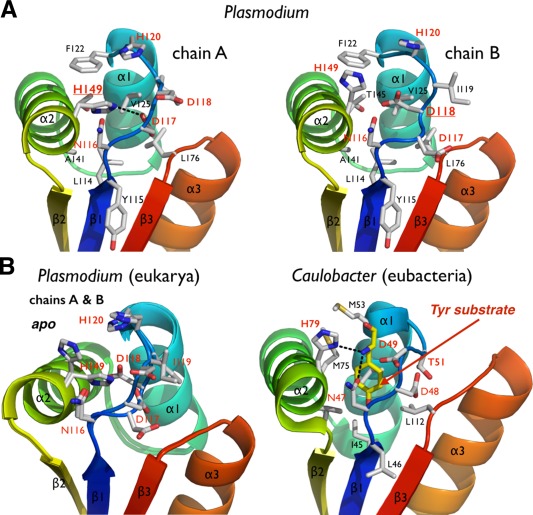 A
Plasmodium
F122
H120
chain A
α1
H149
V125
D118
α2
D117
N116
A141
L176
L114
Y115
α3
β2
β1
β3
F122
H120
chain B
α1
H149
T145
V125
I119
D118
α2
N116
D117
A141
L176
L114
Y115
α3
β2
β1
β3
B
Plasmodium (eukarya)
chains A & B
apo
H120
H149
D118
I119
α2
α1
N116
α3
β2
β1
β3
Caulobacter (eubacteria)
M53
α1
Tyr substrate
H79
D49
M75
T51
α2
N47
D48
L112
I45
L46
α3
β2
β1
β3